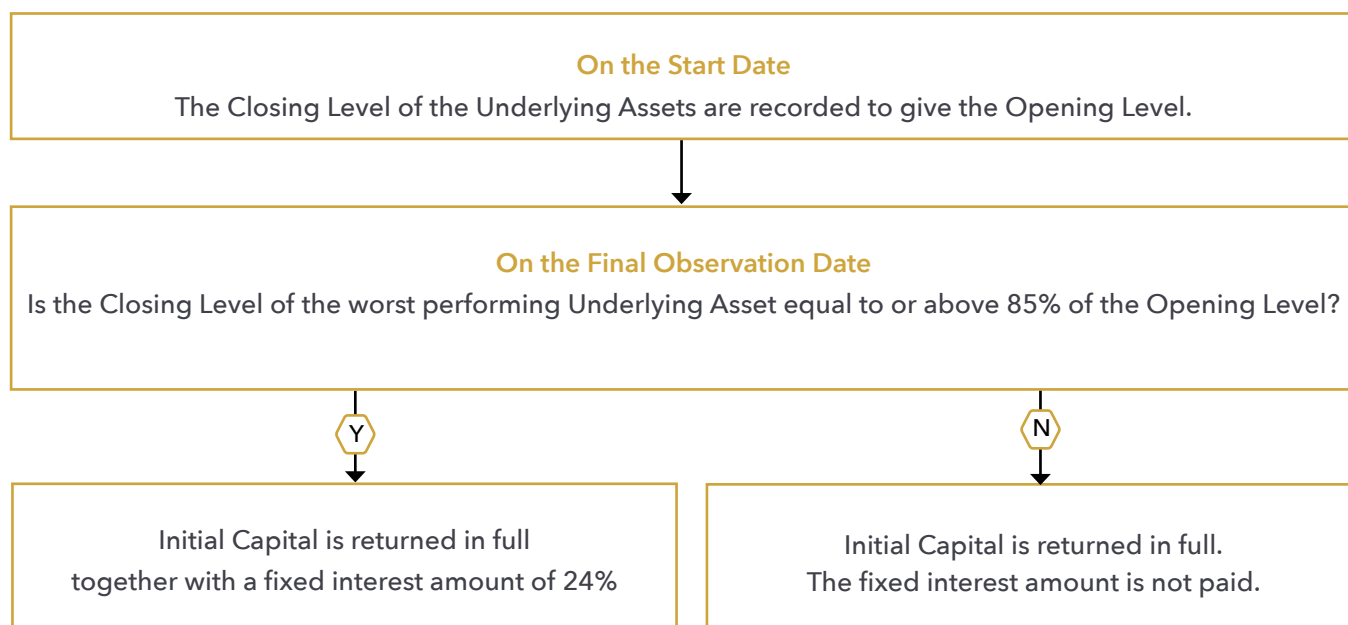 On the Start Date
The Closing Level of the Underlying Assets are recorded to give the Opening Level.
On the Final Observation Date
Is the Closing Level of the worst performing Underlying Asset equal to or above 85% of the Opening Level?
Y
N
Initial Capital is returned in full
together with a fixed interest amount of 24%
Initial Capital is returned in full.
The fixed interest amount is not paid.